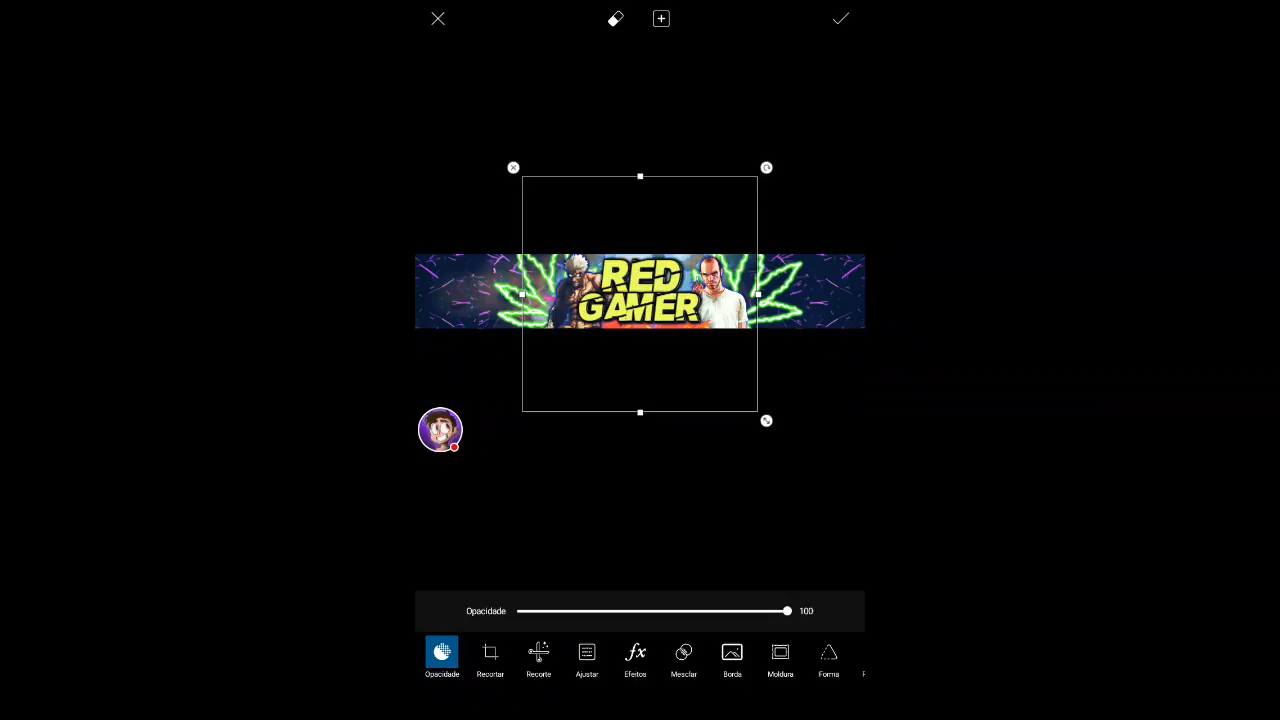 RED
GAMER
Opacidade 100
Opacidade Recortar Recorte Ajustar Efeitos Mesclar Borda Moldura Forma